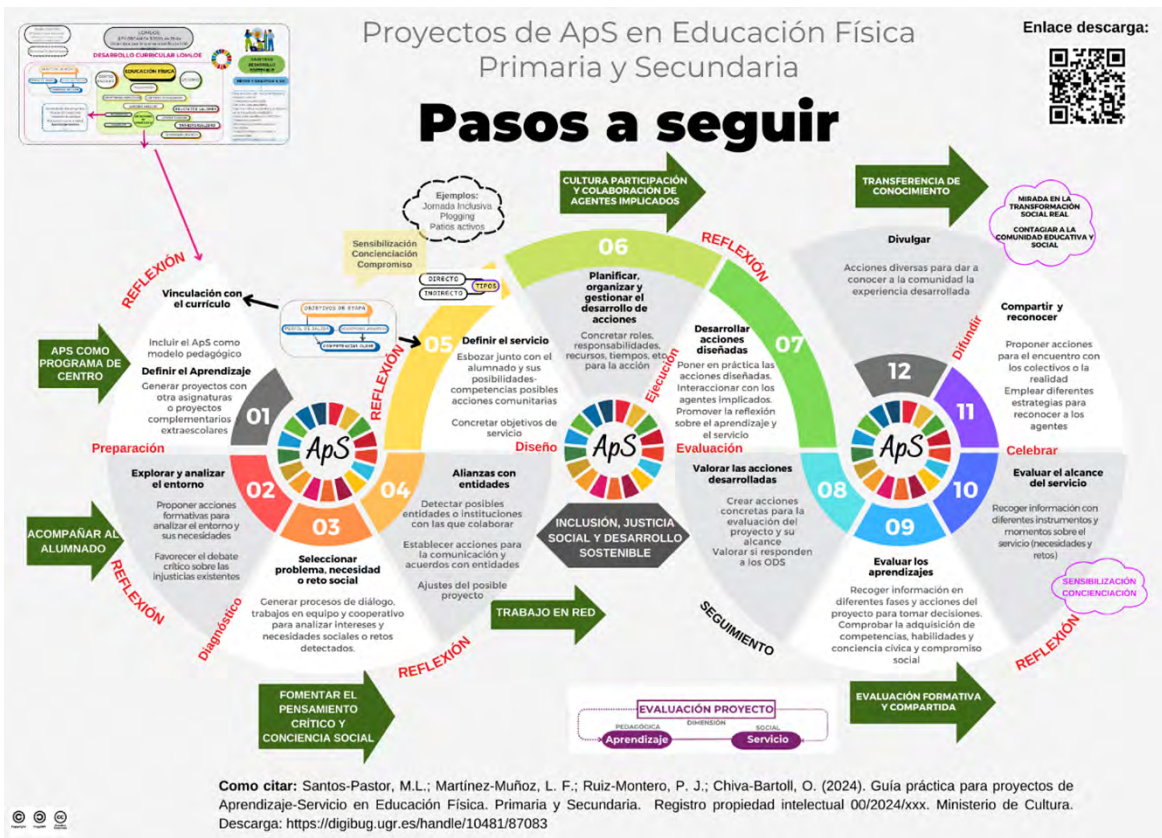 Proyectos de ApS en Educación Física
Primaria y Secundaria
Pasos a seguir
Enlace descarga:
DESARROLLO CURRICULAR LOMLOE
EDUCACIÓN FÍSICA
CULTURA PARTICIPACIÓN
Y COLABORACIÓN DE
AGENTES IMPLICADOS
TRANSFERENCIA DE
CONOCIMIENTO
MIRADA EN LA
TRANSFORMACIÓN
SOCIAL REAL
CONTAGIAR A LA
COMUNIDAD EDUCATIVA Y
SOCIAL
Ejemplos:
Jornada Inclusiva
Plogging
Patios activos
Sensibilización
Concienciación
Compromiso
DIRECTO
INDIRECTO
TIPOS
REFLEXIÓN
Vinculación con
el currículo
Incluir el ApS como
modelo pedagógico
Definir el Aprendizaje
Generar proyectos con
otra asignaturas
o proyectos
complementarios
extraescolares
01
APS COMO
PROGRAMA DE
CENTRO
OBJETIVOS DE ETAPA
PERFIL DE SALIDA
COMPETENCIAS CLAVE
Preparación
Explorar y analizar
el entorno
Proponer acciones
formativas para
analizar el entorno y
sus necesidades
Favorecer el debate
crítico sobre las
injusticias existentes
02
ACOMPAÑAR AL
ALUMNADO
REFLEXIÓN
Diagnóstico
03
Seleccionar
problema, necesidad
o reto social
Generar procesos de diálogo,
trabajos en equipo y cooperativo
para analizar intereses y
necesidades sociales o retos
detectados.
FOMENTAR EL
PENSAMIENTO
CRÍTICO Y
CONCIENCIA SOCIAL
REFLEXIÓN
04
Alianzas con
entidades
Detectar posibles
entidades o instituciones
con las que colaborar
Establecer acciones para
la comunicación y
acuerdos con entidades
Ajustes del posible
proyecto
TRABAJO EN RED
REFLEXIÓN
05
Definir el servicio
Esbozar junto con el
alumnado y sus
posibilidades-
competencias posibles
acciones comunitarias
Concretar objetivos de
servicio
Diseño
06
Planificar,
organizar y
gestionar el
desarrollo de
acciones
Concretar roles,
responsabilidades,
recursos, tiempos, etc
para la acción
Ejecución
REFLEXIÓN
07
Desarrollar
acciones
diseñadas
Poner en práctica las
acciones diseñadas.
Interaccionar con los
agentes implicados.
Promover la reflexión
sobre el aprendizaje y
el servicio
Evaluación
Valorar las acciones
desarrolladas
Crear acciones
concretas para la
evaluación del
proyecto y su
alcance
Valorar si responden
a los ODS
08
SEGUIMIENTO
09
Evaluar los
aprendizajes
Recoger información en
diferentes fases y acciones del
proyecto para tomar decisiones.
Comprobar la adquisición de
competencias, habilidades y
conciencia cívica y compromiso
social
EVALUACIÓN FORMATIVA
Y COMPARTIDA
10
Evaluar el alcance
del servicio
Recoger información con
diferentes instrumentos y
momentos sobre el
servicio (necesidades y
retos)
SENSIBILIZACIÓN
CONCIENCIACIÓN
REFLEXIÓN
Celebrar
11
Compartir y
reconocer
Proponer acciones
para el encuentro con
los colectivos o la
realidad
Emplear diferentes
estrategias para
reconocer a los
agentes
Difundir
12
Divulgar
Acciones diversas para dar a
conocer a la comunidad la
experiencia desarrollada
ApS
ApS
ApS
INCLUSIÓN, JUSTICIA
SOCIAL Y DESARROLLO
SOSTENIBLE
EVALUACIÓN PROYECTO
DIMENSIÓN
PEDAGÓGICA
SOCIAL
Aprendizaje
Servicio
Como citar: Santos-Pastor, M.L.; Martínez-Muñoz, L. F.; Ruiz-Montero, P. J.; Chiva-Bartoll, O. (2024). Guía práctica para proyectos de
Aprendizaje-Servicio en Educación Física. Primaria y Secundaria. Registro propiedad intelectual 00/2024/xxx. Ministerio de Cultura.
Descarga: https://digibug.ugr.es/handle/10481/87083